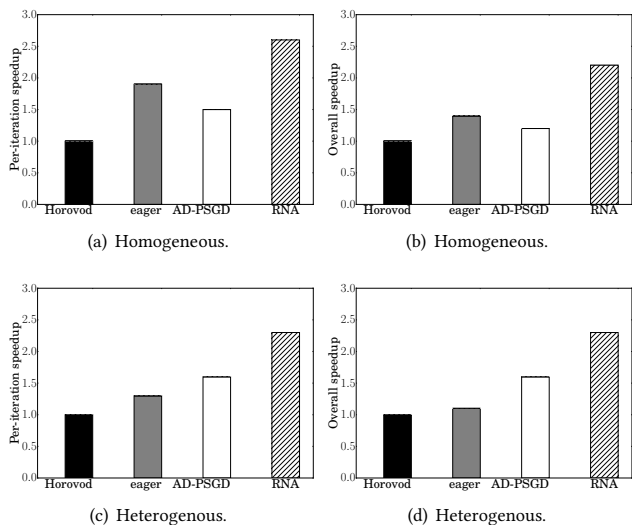 Per-iteration speedup
3.0
2.5
2.0
1.5
1.0
0.5
0.0
Horovod eager AD-PSGD RNA
(a) Homogeneous.
Overall speedup
3.0
2.5
2.0
1.5
1.0
0.5
0.0
Horovod eager AD-PSGD RNA
(b) Homogeneous.
Per-iteration speedup
3.0
2.5
2.0
1.5
1.0
0.5
0.0
Horovod eager AD-PSGD RNA
(c) Heterogenous.
Overall speedup
3.0
2.5
2.0
1.5
1.0
0.5
0.0
Horovod eager AD-PSGD RNA
(d) Heterogenous.